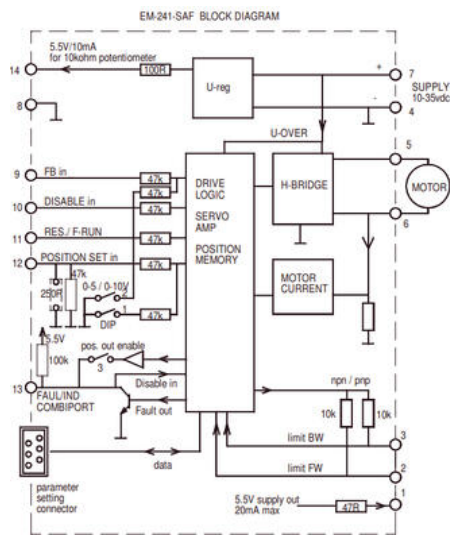 EM-241-SAF BLOCK DIAGRAM
5.5V/10mA
for 10kohm potentiometer
14
100R
U-reg
+
7
SUPPLY
10-35vdc
-
4
8
U-OVER
5
9
FB in
47k
47k
DRIVE
LOGIC
H-BRIDGE
MOTOR
10
DISABLE in
47k
SERVO
AMP
11
RES./ F-RUN
47k
6
12
POSITION SET in
47k
POSITION
MEMORY
47k
250R
0-5 / 0-10V
2
MOTOR
CURRENT
1
DIP
47k
5.5V
pos. out enable
100k
3
13
Disable in
npn / pnp
FAUL/IND
COMBIPORT
Fault out
10k
10k
limit BW
3
data
limit FW
2
parameter
setting
connector
5.5V supply out
20mA max
47R
1